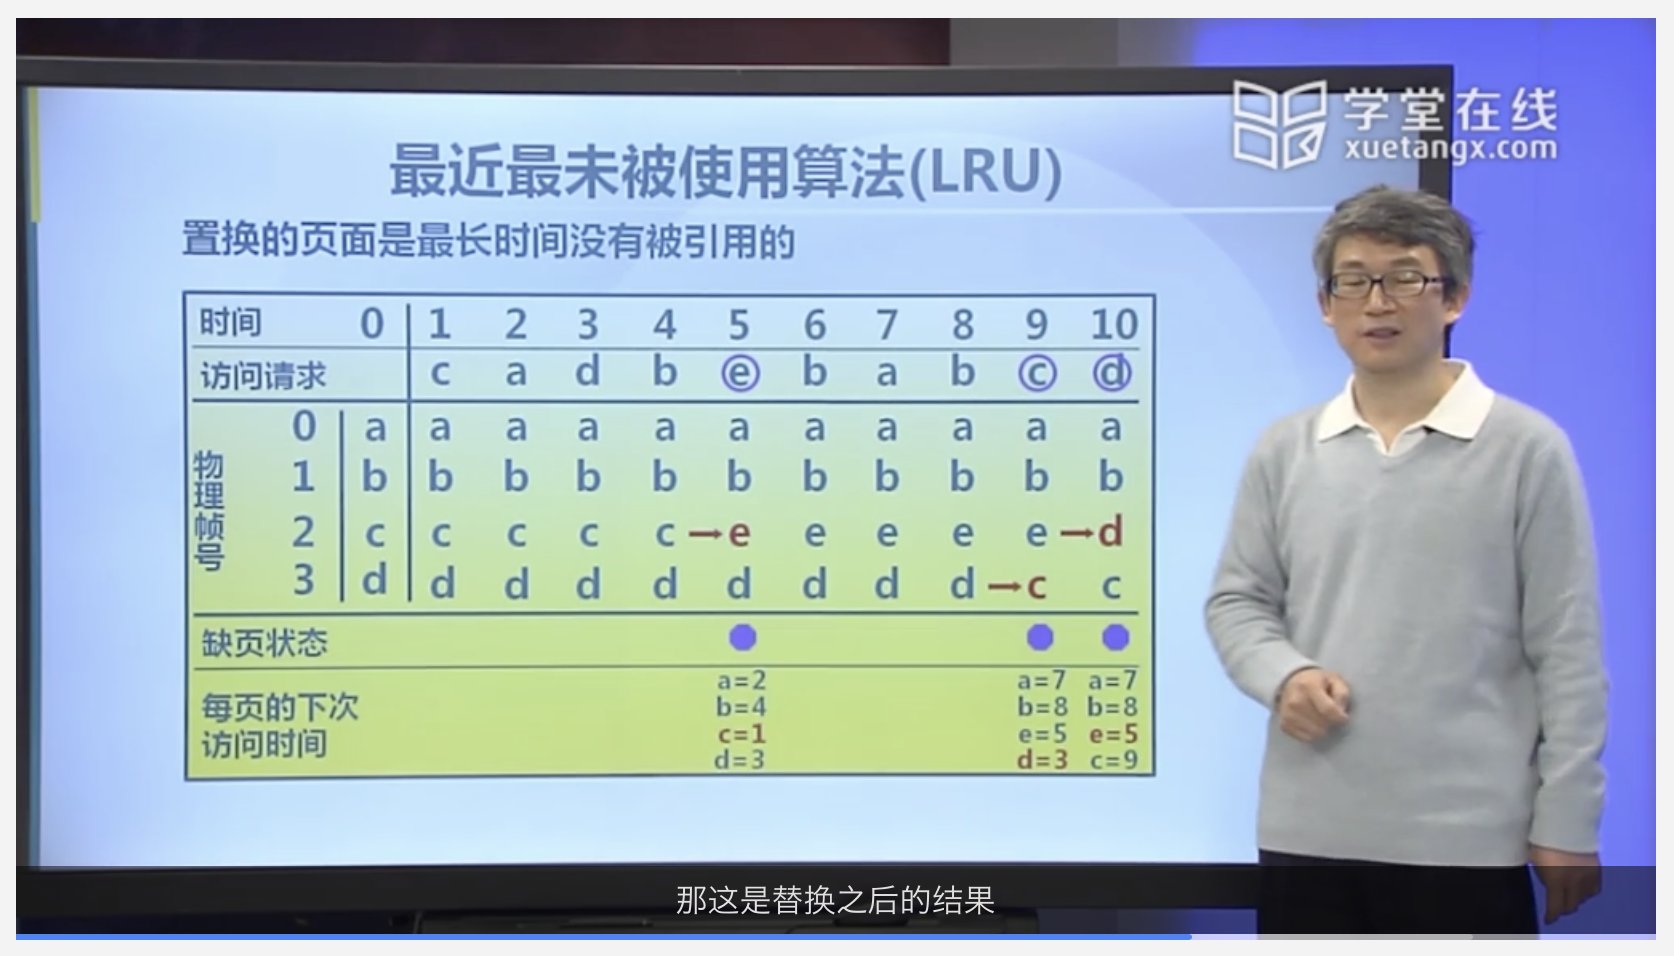 学堂在线
xuetangx.com
最近最未被使用算法(LRU)
置换的页面是最长时间没有被引用的
时间 0 1 2 3 4 5 6 7 8 9 10
访问请求 c a d b e b a b c d
物理帧号
0 a a a a a a a a a a a
1 b b b b b b b b b b b
2 c c c c c →e e e e e →d
3 d d d d d d d d d →c c
缺页状态
每页的下次
访问时间
a=2 a=7 a=7
b=4 b=8 b=8
c=1 e=5 e=5
d=3 d=3 c=9
那这是替换之后的结果